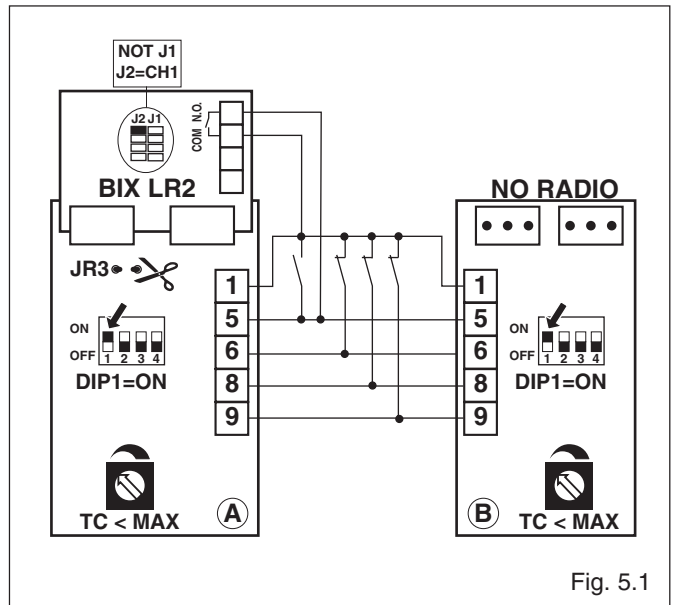 NOT J1
J2=CH1
J2 J1
COM N.O.
BIX LR2
JR3
1
5
6
8
9
ON
OFF
1 2 3 4
DIP1=ON
TC < MAX
A
NO RADIO
1
5
6
8
9
ON
OFF
1 2 3 4
DIP1=ON
B
TC < MAX
Fig. 5.1